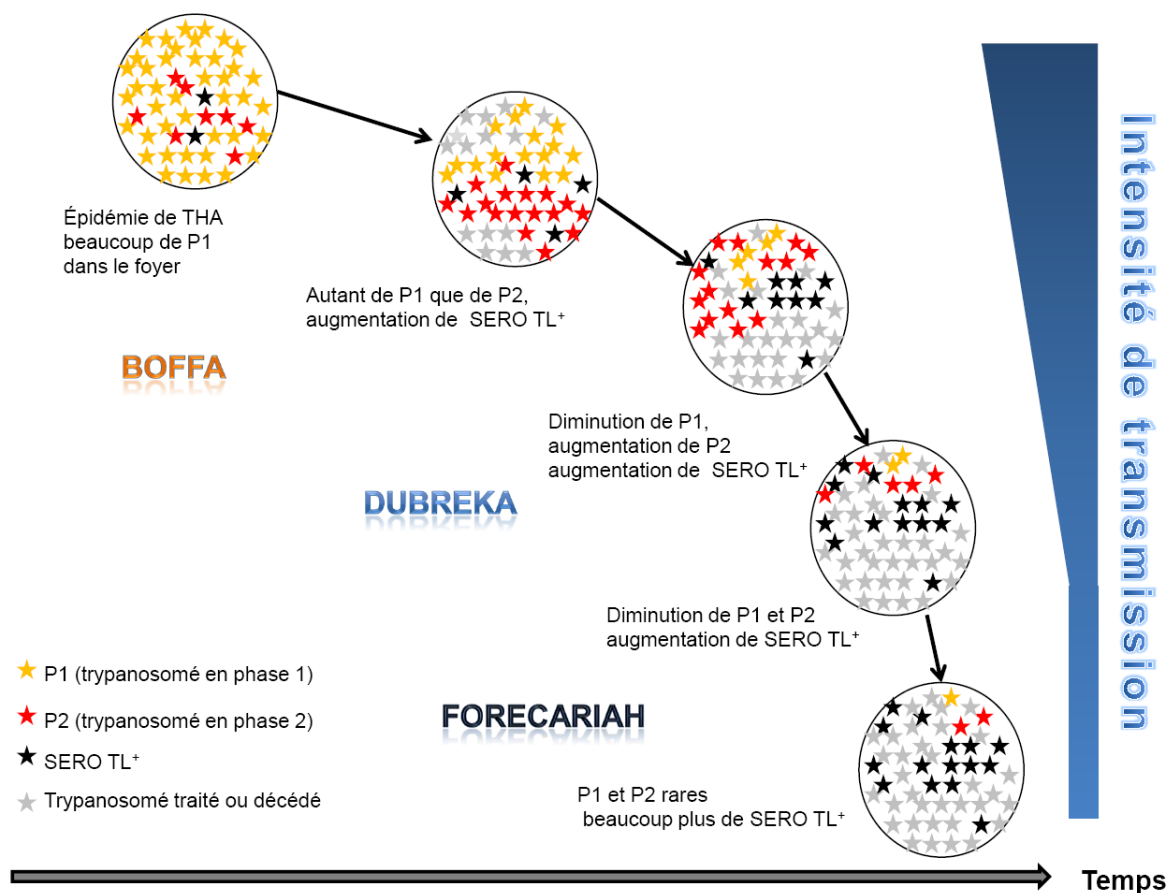 Épidémie de THA
beaucoup de P1
dans le foyer
Autant de P1 que de P2,
augmentation de SERO TL⁺
BOFFA
Diminution de P1,
augmentation de P2
augmentation de SERO TL⁺
DUBREKA
Diminution de P1 et P2
augmentation de SERO TL⁺
FORECARIAH
P1 et P2 rares
beaucoup plus de SERO TL⁺
P1 (trypanosomé en phase 1)
P2 (trypanosomé en phase 2)
SERO TL⁺
Trypanosomé traité ou décédé
Intensité de transmission
Temps